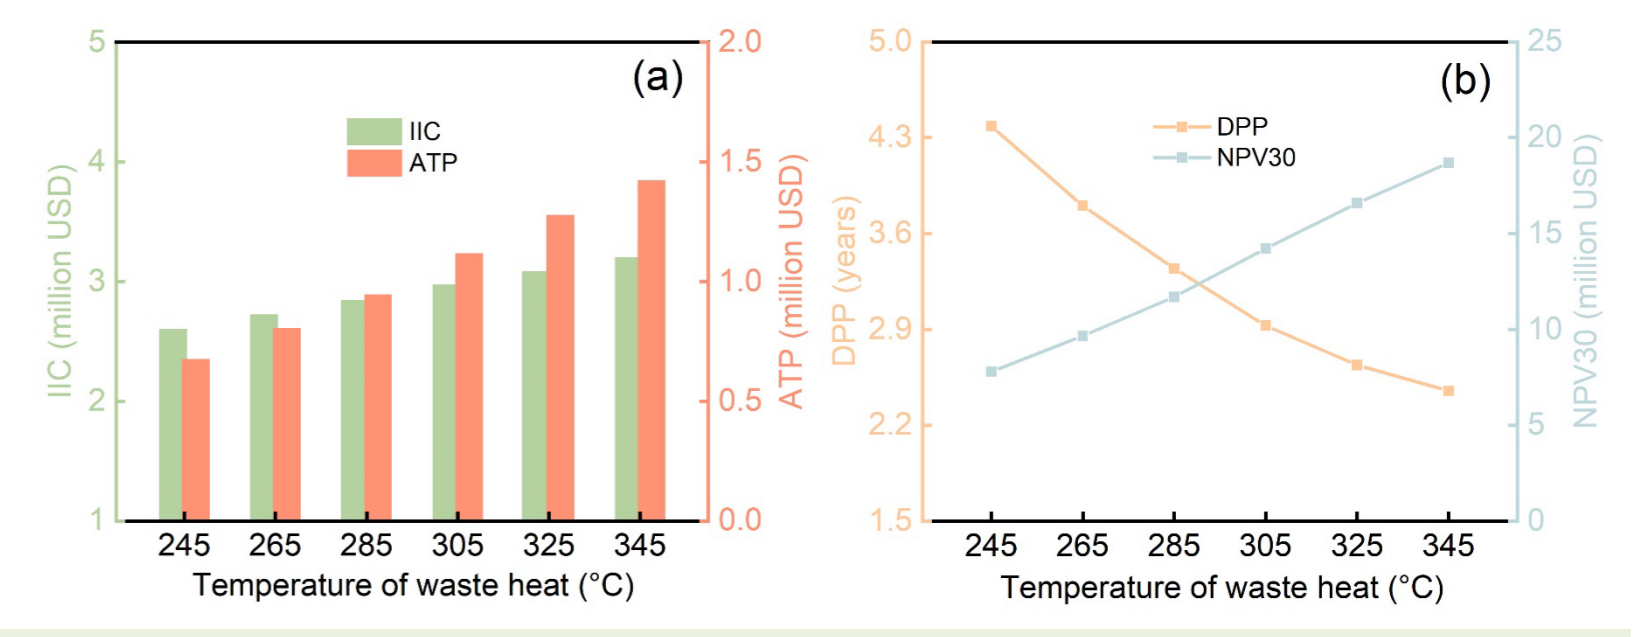 (a)
IIC
ATP
5
4
3
2
1
IIC (million USD)
2.0
1.5
1.0
0.5
0.0
ATP (million USD)
245 265 285 305 325 345
Temperature of waste heat (°C)
(b)
DPP
NPV30
5.0
4.3
3.6
2.9
2.2
1.5
DPP (years)
25
20
15
10
5
0
NPV30 (million USD)
245 265 285 305 325 345
Temperature of waste heat (°C)